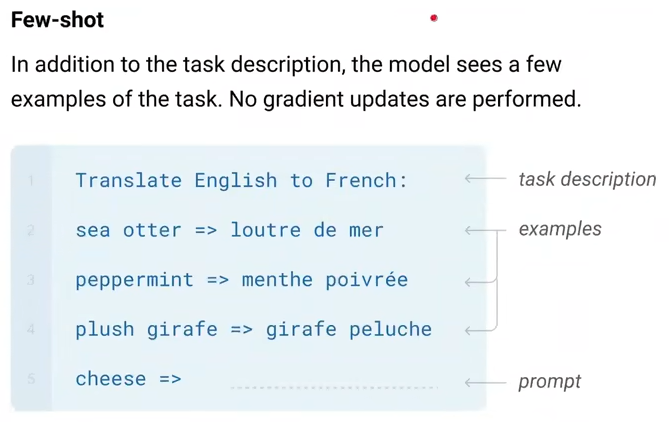 Few-shot
In addition to the task description, the model sees a few
examples of the task. No gradient updates are performed.
1 Translate English to French: task description
2 sea otter => loutre de mer examples
3 peppermint => menthe poivrée
4 plush girafe => girafe peluche
5 cheese => prompt